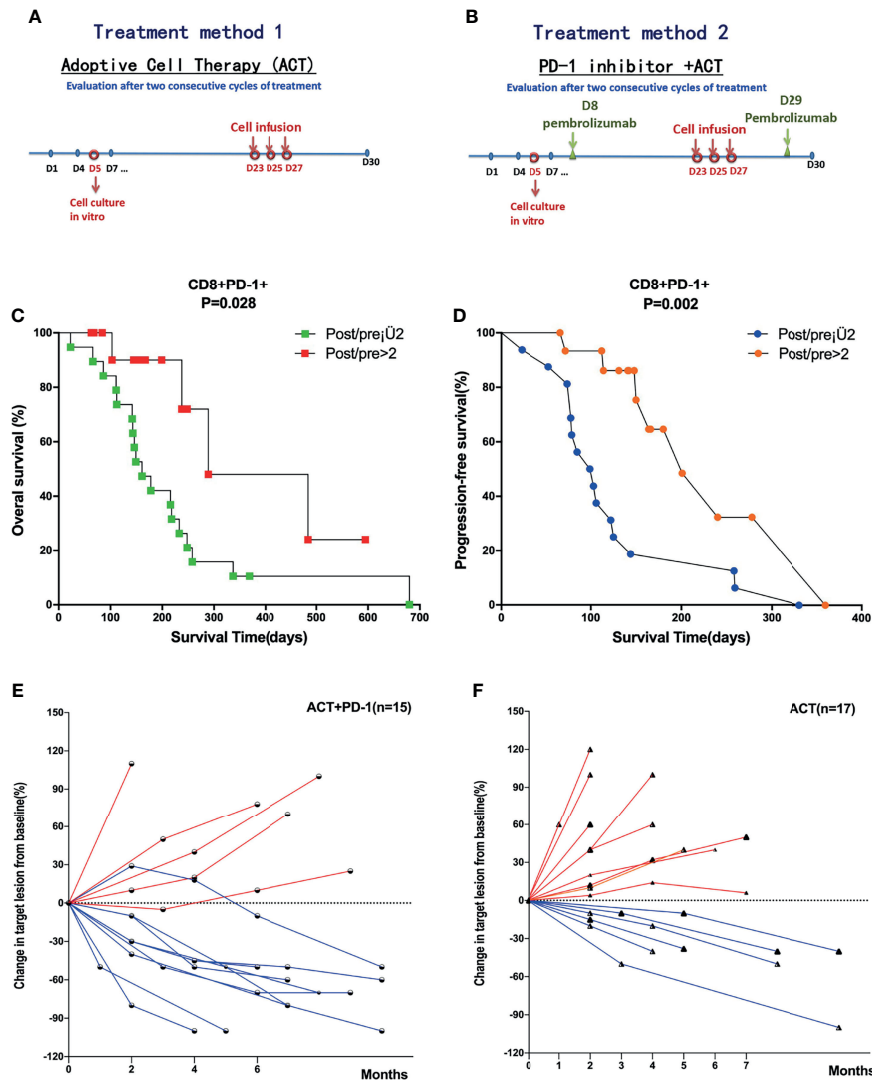 A
Treatment method 1
Adoptive Cell Therapy (ACT)
Evaluation after two consecutive cycles of treatment
Cell infusion
D1 D4 D5 D7 ... D23 D25 D27 D30
Cell culture
in vitro
B
Treatment method 2
PD-1 inhibitor +ACT
Evaluation after two consecutive cycles of treatment
D8
pembrolizumab
D29
Pembrolizumab
Cell infusion
D1 D4 D5 D7 ... D23 D25 D27 D30
Cell culture
in vitro
C
CD8+PD-1+
P=0.028
Post/pre¡Ü2
Post/pre>2
Overal survival (%)
100
80
60
40
20
0
0 100 200 300 400 500 600 700
Survival Time(days)
D
CD8+PD-1+
P=0.002
Post/pre¡Ü2
Post/pre>2
Progression-free survival(%)
100
80
60
40
20
0
0 100 200 300 400
Survival Time(days)
E
ACT+PD-1(n=15)
Change in target lesion from baseline(%)
150
120
90
60
30
0
-30
-60
-90
-120
0 2 4 6
Months
F
ACT(n=17)
Change in target lesion from baseline(%)
150
120
90
60
30
0
-30
-60
-90
-120
0 1 2 3 4 5 6 7
Months